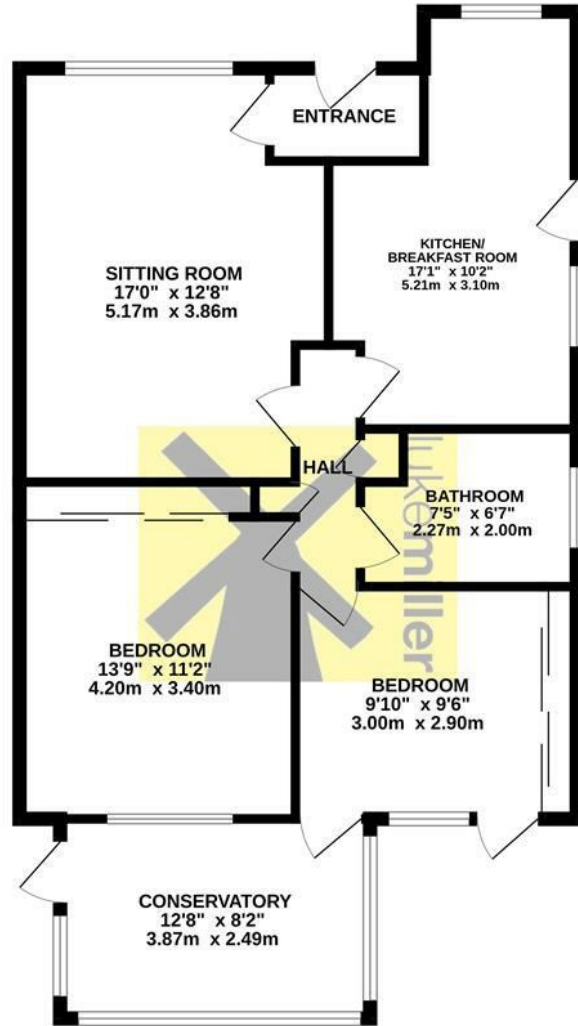 ENTRANCE
SITTING ROOM
17'0" x 12'8"
5.17m x 3.86m
KITCHEN/
BREAKFAST ROOM
17'1" x 10'2"
5.21m x 3.10m
HALL
BATHROOM
7'5" x 6'7"
2.27m x 2.00m
lukemiller
BEDROOM
13'9" x 11'2"
4.20m x 3.40m
BEDROOM
9'10" x 9'6"
3.00m x 2.90m
CONSERVATORY
12'8" x 8'2"
3.87m x 2.49m